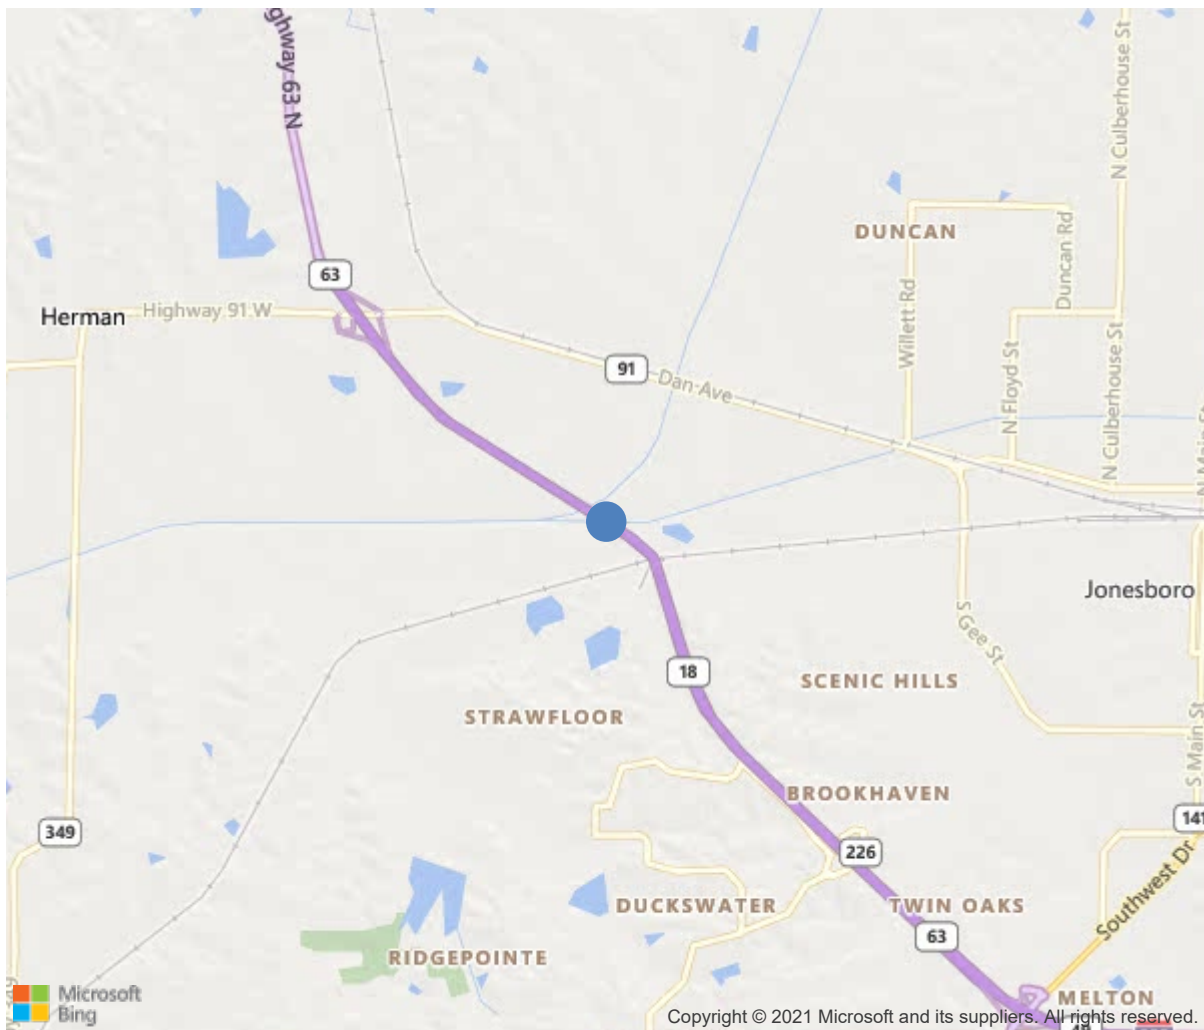 ghway 63 N
N Culberhouse St
DUNCAN
Duncan Rd
63
Willett Rd
Herman
Highway 91 W
N Floyd St
N Culberhouse St
91
Dan Ave
Jonesboro
S Gee St
18
SCENIC HILLS
STRAWFLOOR
S Main St
BROOKHAVEN
141
349
226
Southwest Dr
DUCKSWATER
TWIN OAKS
63
RIDGEPOINTE
MELTON
Microsoft
Bing
Copyright © 2021 Microsoft and its suppliers. All rights reserved.